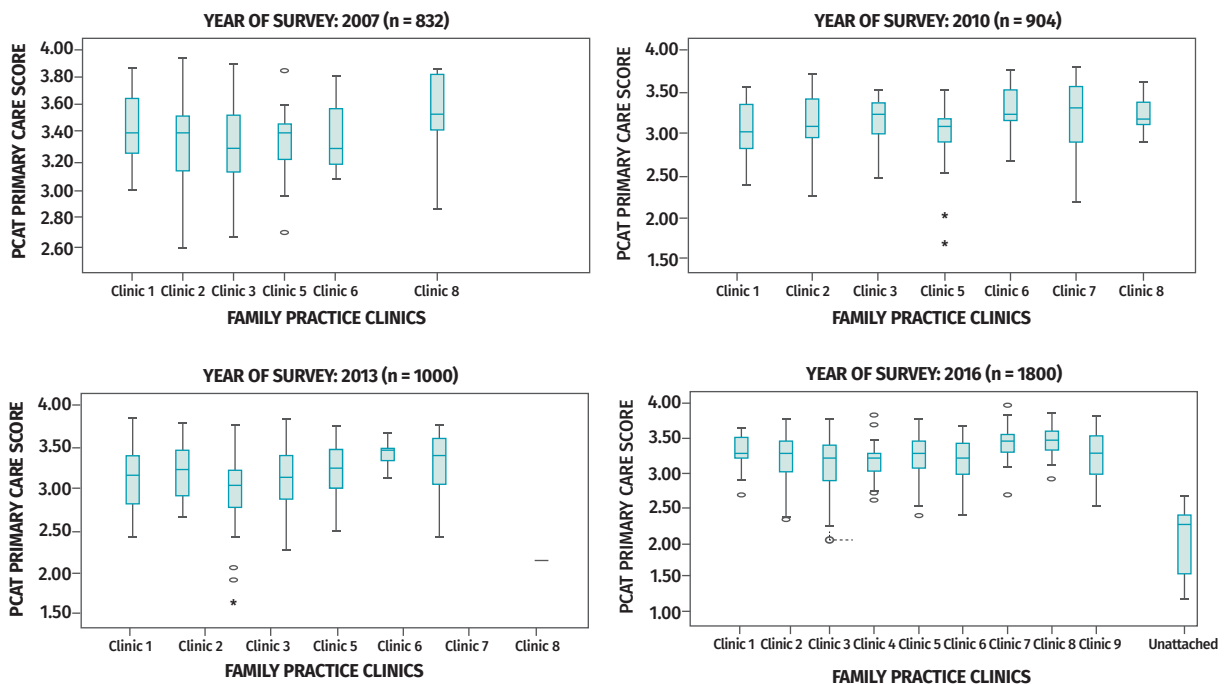 YEAR OF SURVEY: 2007 (n = 832)
PCAT PRIMARY CARE SCORE
4.00
3.80
3.60
3.40
3.20
3.00
2.80
2.60
Clinic 1 Clinic 2 Clinic 3 Clinic 5 Clinic 6 Clinic 8
FAMILY PRACTICE CLINICS
YEAR OF SURVEY: 2010 (n = 904)
PCAT PRIMARY CARE SCORE
4.00
3.50
3.00
2.50
2.00
1.50
Clinic 1 Clinic 2 Clinic 3 Clinic 5 Clinic 6 Clinic 7 Clinic 8
FAMILY PRACTICE CLINICS
YEAR OF SURVEY: 2013 (n = 1000)
PCAT PRIMARY CARE SCORE
4.00
3.50
3.00
2.50
2.00
1.50
Clinic 1 Clinic 2 Clinic 3 Clinic 5 Clinic 6 Clinic 7 Clinic 8
FAMILY PRACTICE CLINICS
YEAR OF SURVEY: 2016 (n = 1800)
PCAT PRIMARY CARE SCORE
4.00
3.50
3.00
2.50
2.00
1.50
1.00
Clinic 1 Clinic 2 Clinic 3 Clinic 4 Clinic 5 Clinic 6 Clinic 7 Clinic 8 Clinic 9 Unattached
FAMILY PRACTICE CLINICS